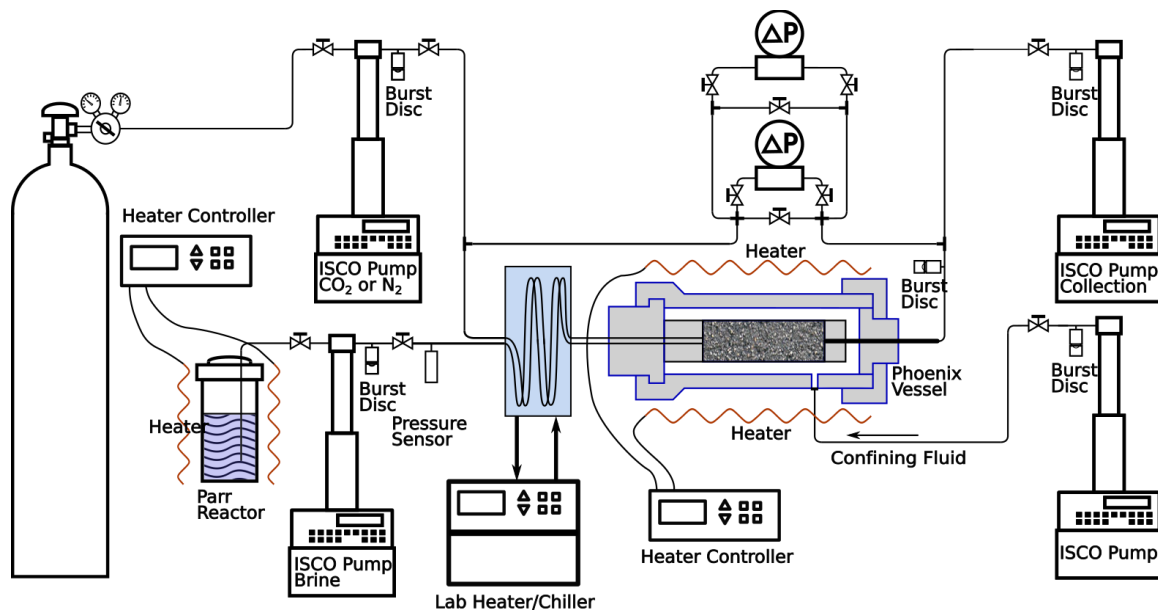 ΔP
Burst
Disc
Burst
Disc
ΔP
Heater Controller
Heater
ISCO Pump
CO₂ or N₂
Burst
Disc
ISCO Pump
Collection
Phoenix
Vessel
Burst
Disc
Burst
Disc
Pressure
Sensor
Heater
Heater
Confining Fluid
Parr
Reactor
ISCO Pump
Brine
Heater Controller
ISCO Pump
Lab Heater/Chiller